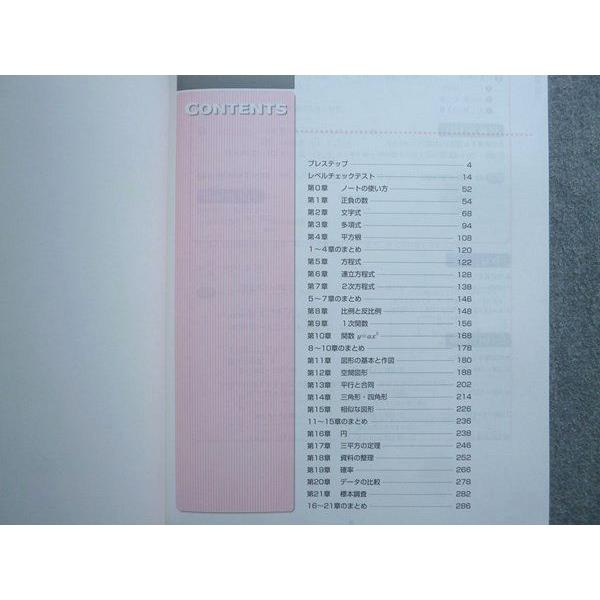 CONTENTS
プレステップ 4
レベルチェックテスト 14
第0章 ノートの使い方 52
第1章 正負の数 54
第2章 文字式 68
第3章 多項式 94
第4章 平方根 108
1～4章のまとめ 120
第5章 方程式 122
第6章 連立方程式 128
第7章 2次方程式 138
5～7章のまとめ 146
第8章 比例と反比例 148
第9章 1次関数 156
第10章 関数 y=ax² 168
8～10章のまとめ 178
第11章 図形の基本と作図 180
第12章 空間図形 188
第13章 平行と合同 202
第14章 三角形・四角形 214
第15章 相似な図形 226
11～15章のまとめ 236
第16章 円 238
第17章 三平方の定理 246
第18章 資料の整理 252
第19章 確率 266
第20章 データの比較 278
第21章 標本調査 282
16～21章のまとめ 286